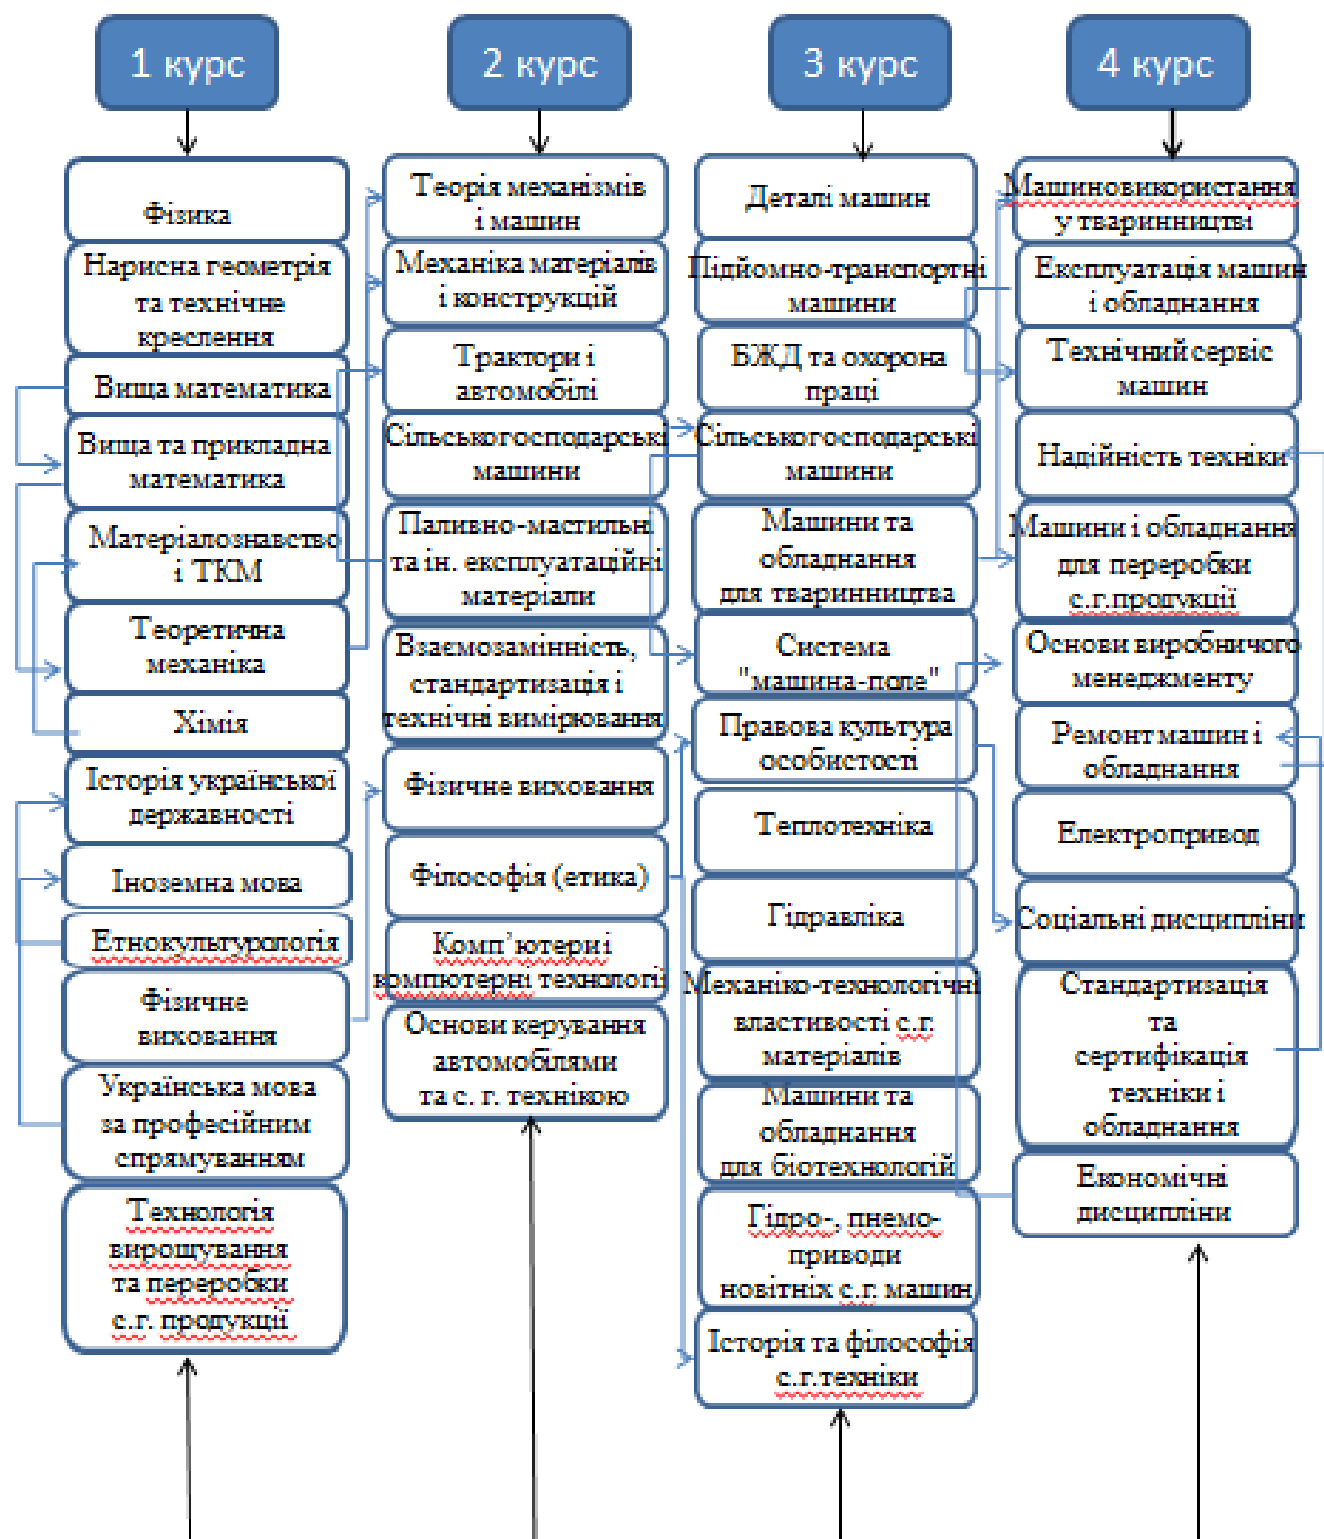 1 курс
Фізика
Нарисна геометрія
та технічне
креслення
Вища математика
Вища та прикладна
математика
Матеріалознавство
і ТКМ
Теоретична
механіка
Хімія
Історія української
державності
Іноземна мова
Етнокультурологія
Фізичне
виховання
Українська мова
за професійним
спрямуванням
Технологія
вирощування
та переробки
с.г. продукції
2 курс
Теорія механізмів
і машин
Механіка матеріалів
і конструкцій
Трактори і
автомобілі
Сільськогосподарські
машини
Паливно-мастильні
та ін. експлуатаційні
матеріали
Взаємозамінність,
стандартизація і
технічні вимірювання
Фізичне виховання
Філософія (етика)
Комп’ютери і
компютерні технології
Основи керування
автомобілями
та с. г. технікою
3 курс
Деталі машин
Підйомно-транспортні
машини
БЖД та охорона
праці
Сільськогосподарські
машини
Машини та
обладнання
для тваринництва
Система
"машина-поле"
Правова культура
особистості
Теплотехніка
Гідравліка
Механіко-технологічні
властивості с.г.
матеріалів
Машини та
обладнання
для біотехнологій
Гідро-, пнемо-
приводи
новітніх с.г. машин
Історія та філософія
с.г.техніки
4 курс
Машиновикористання
у тваринництві
Експлуатація машин
і обладнання
Технічний сервіс
машин
Надійність техніки
Машини і обладнання
для переробки
с.г.продукції
Основи виробничого
менеджменту
Ремонт машин і
обладнання
Електропривод
Соціальні дисципліни
Стандартизація
та
сертифікація
техніки і
обладнання
Економічні
дисципліни